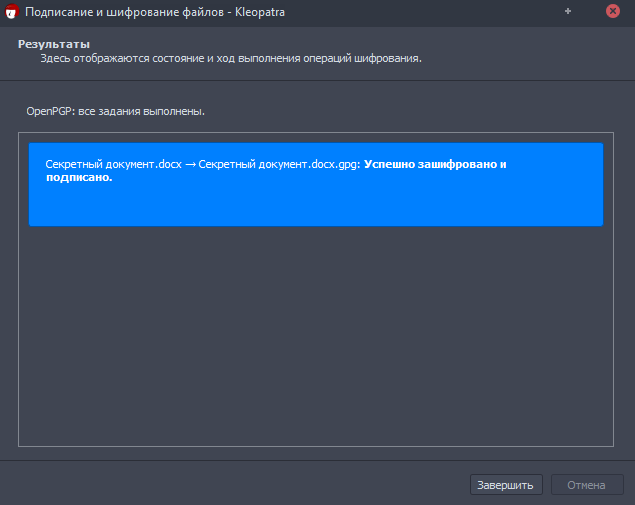 Подписание и шифрование файлов - Kleopatra
Результаты
Здесь отображаются состояние и ход выполнения операций шифрования.
OpenPGP: все задания выполнены.
Секретный документ.docx → Секретный документ.docx.gpg: Успешно зашифровано и
подписано.
Завершить Отмена